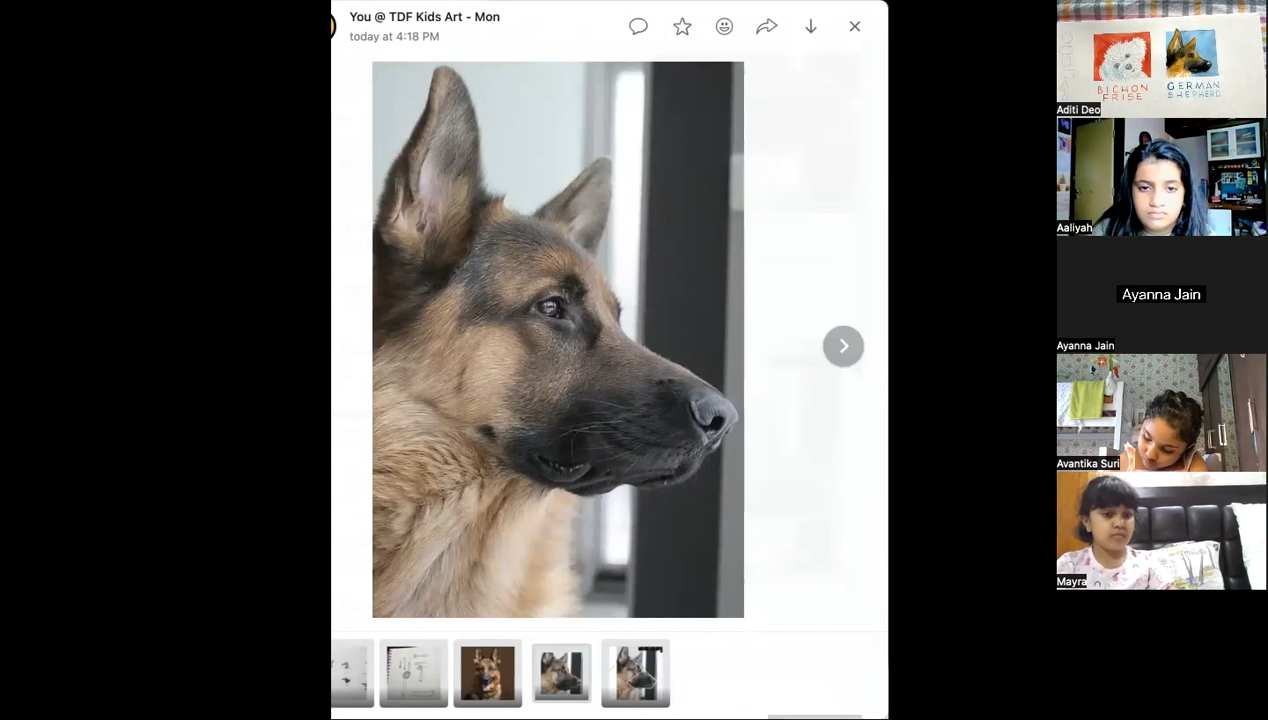 You @ TDF Kids Art - Mon
today at 4:18 PM
BICHON
FRISE
GERMAN
SHEPHERD
Aditi Deo
Aaliyah
Ayanna Jain
Ayanna Jain
Avantika Suri
Mayra